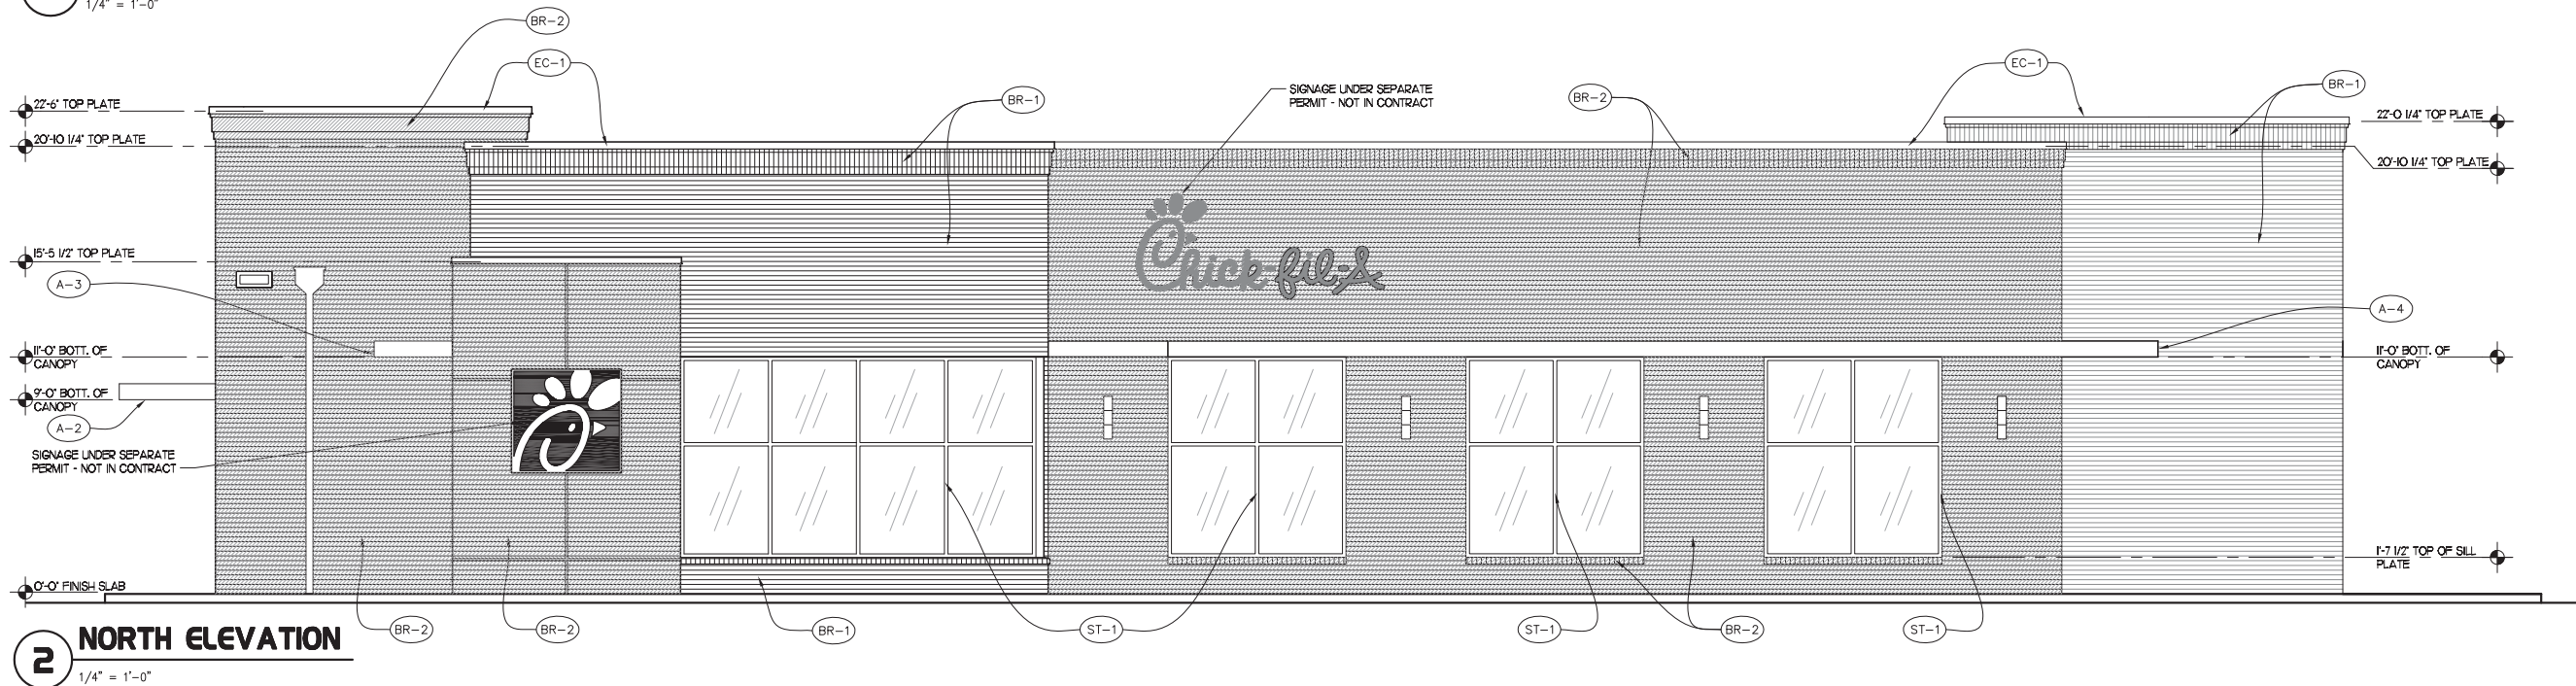 1/4" = 1'-0"
BR-2
EC-1
EC-1
BR-1
SIGNAGE UNDER SEPARATE
PERMIT - NOT IN CONTRACT
BR-2
BR-1
22'-6" TOP PLATE
20'-10 1/4" TOP PLATE
22'-0 1/4" TOP PLATE
20'-10 1/4" TOP PLATE
15'-5 1/2" TOP PLATE
A-3
Chick-fil-A
A-4
11'-0" BOTT. OF
CANOPY
11'-0" BOTT. OF
CANOPY
9'-0" BOTT. OF
CANOPY
A-2
SIGNAGE UNDER SEPARATE
PERMIT - NOT IN CONTRACT
1'-7 1/2" TOP OF SILL
PLATE
0'-0" FINISH SLAB
BR-2
BR-2
BR-1
ST-1
ST-1
BR-2
ST-1
2
NORTH ELEVATION
1/4" = 1'-0"